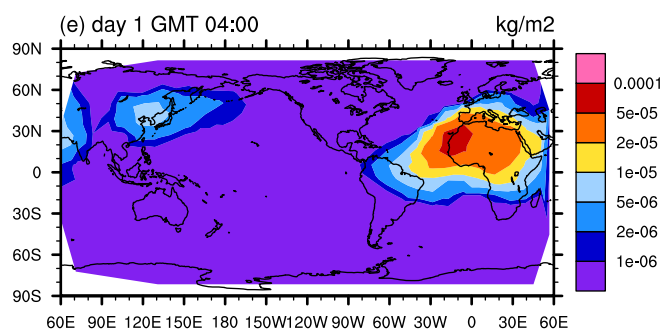 (e) day 1 GMT 04:00 kg/m2
90N
60N
30N
0
30S
60S
90S
60E 90E 120E 150E 180 150W 120W 90W 60W 30W 0 30E 60E
0.0001
5e-05
2e-05
1e-05
5e-06
2e-06
1e-06